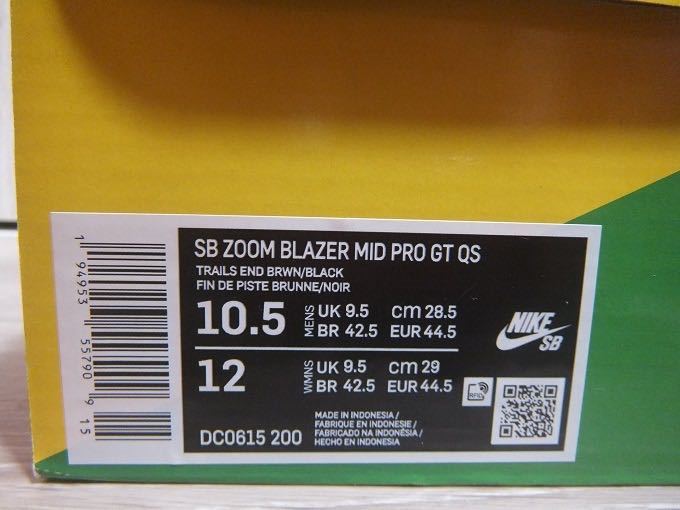 SB ZOOM BLAZER MID PRO GT QS
TRAILS END BRWN/BLACK
FIN DE PISTE BRUNNE/NOIR
10.5 MENS UK 9.5 cm 28.5
BR 42.5 EUR 44.5
12 WMNS UK 9.5 cm 29
BR 42.5 EUR 44.5
NIKE
SB
RFID
DC0615 200
MADE IN INDONESIA /
FABRIQUE EN INDONESIE /
FABRICADO NA INDONÉSIA /
HECHO EN INDONESIA
1 94953 55790 9 15